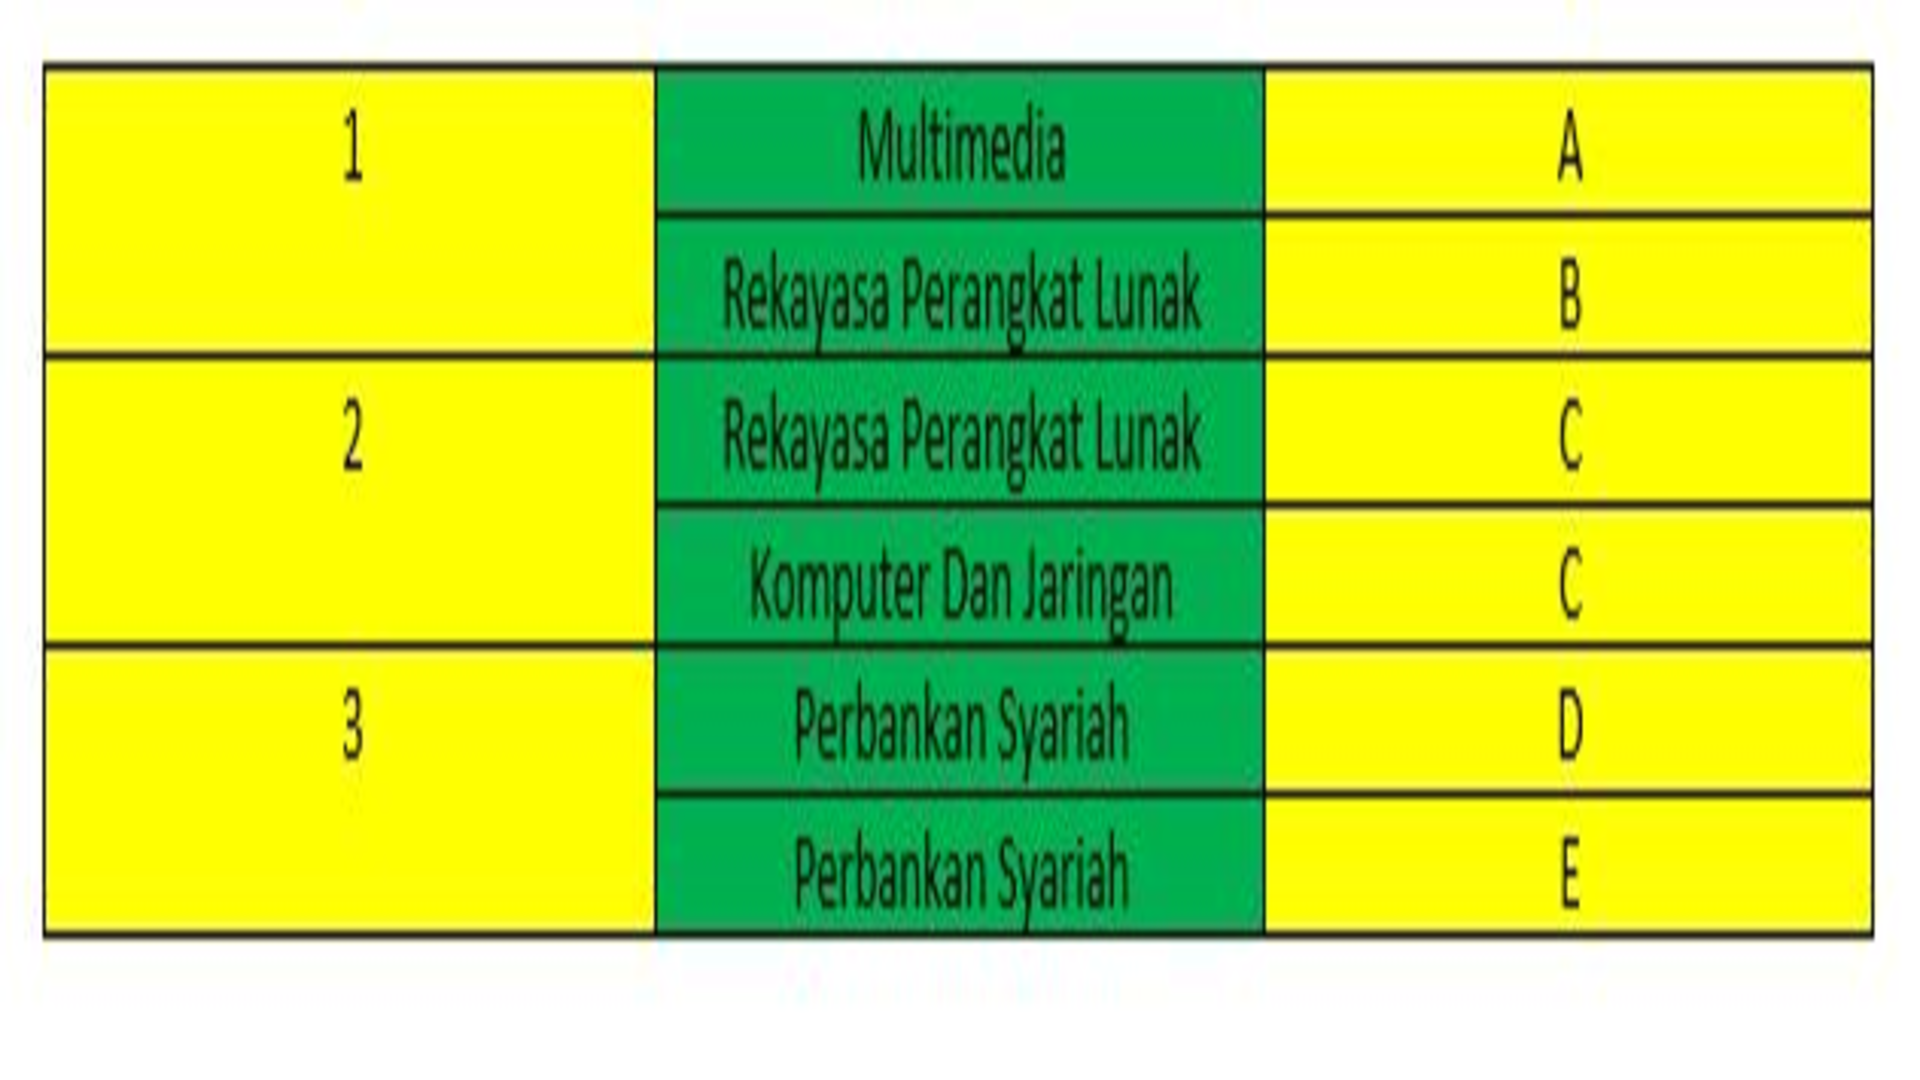 1 Multimedia A
Rekayasa Perangkat Lunak B
2 Rekayasa Perangkat Lunak C
Komputer Dan Jaringan C
3 Perbankan Syariah D
Perbankan Syariah E